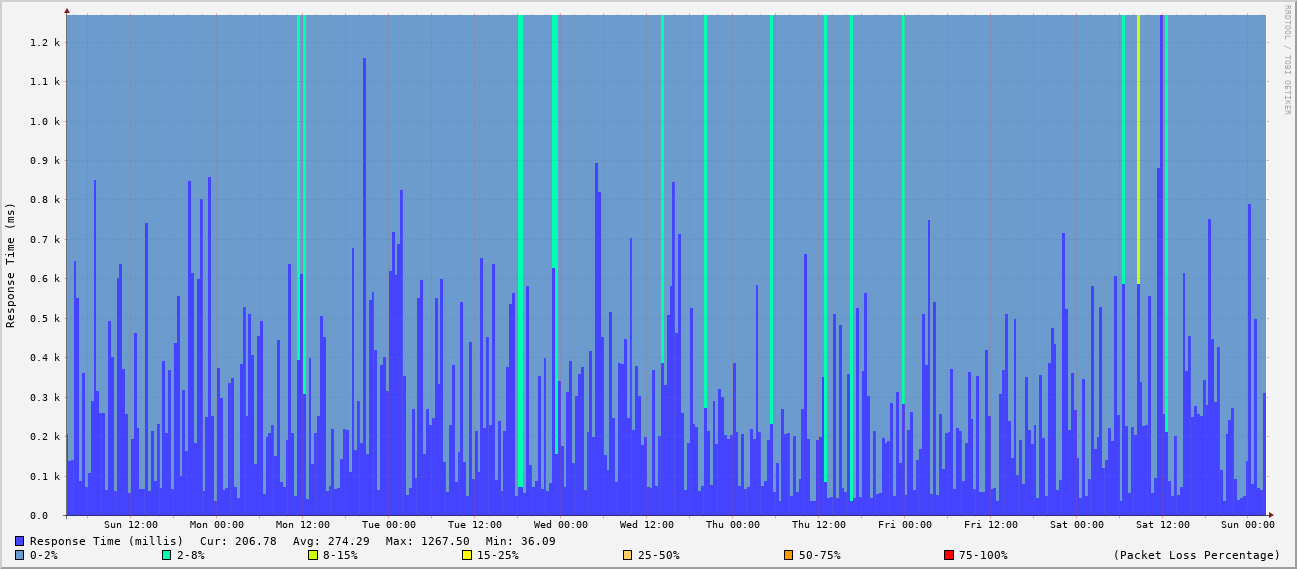 RRDTOOL / TOBI OETIKER
Response Time (ms)
1.2 k
1.1 k
1.0 k
0.9 k
0.8 k
0.7 k
0.6 k
0.5 k
0.4 k
0.3 k
0.2 k
0.1 k
0.0
Sun 12:00 Mon 00:00 Mon 12:00 Tue 00:00 Tue 12:00 Wed 00:00 Wed 12:00 Thu 00:00 Thu 12:00 Fri 00:00 Fri 12:00 Sat 00:00 Sat 12:00 Sun 00:00
Response Time (millis) Cur: 206.78 Avg: 274.29 Max: 1267.50 Min: 36.09
0-2% 2-8% 8-15% 15-25% 25-50% 50-75% 75-100% (Packet Loss Percentage)